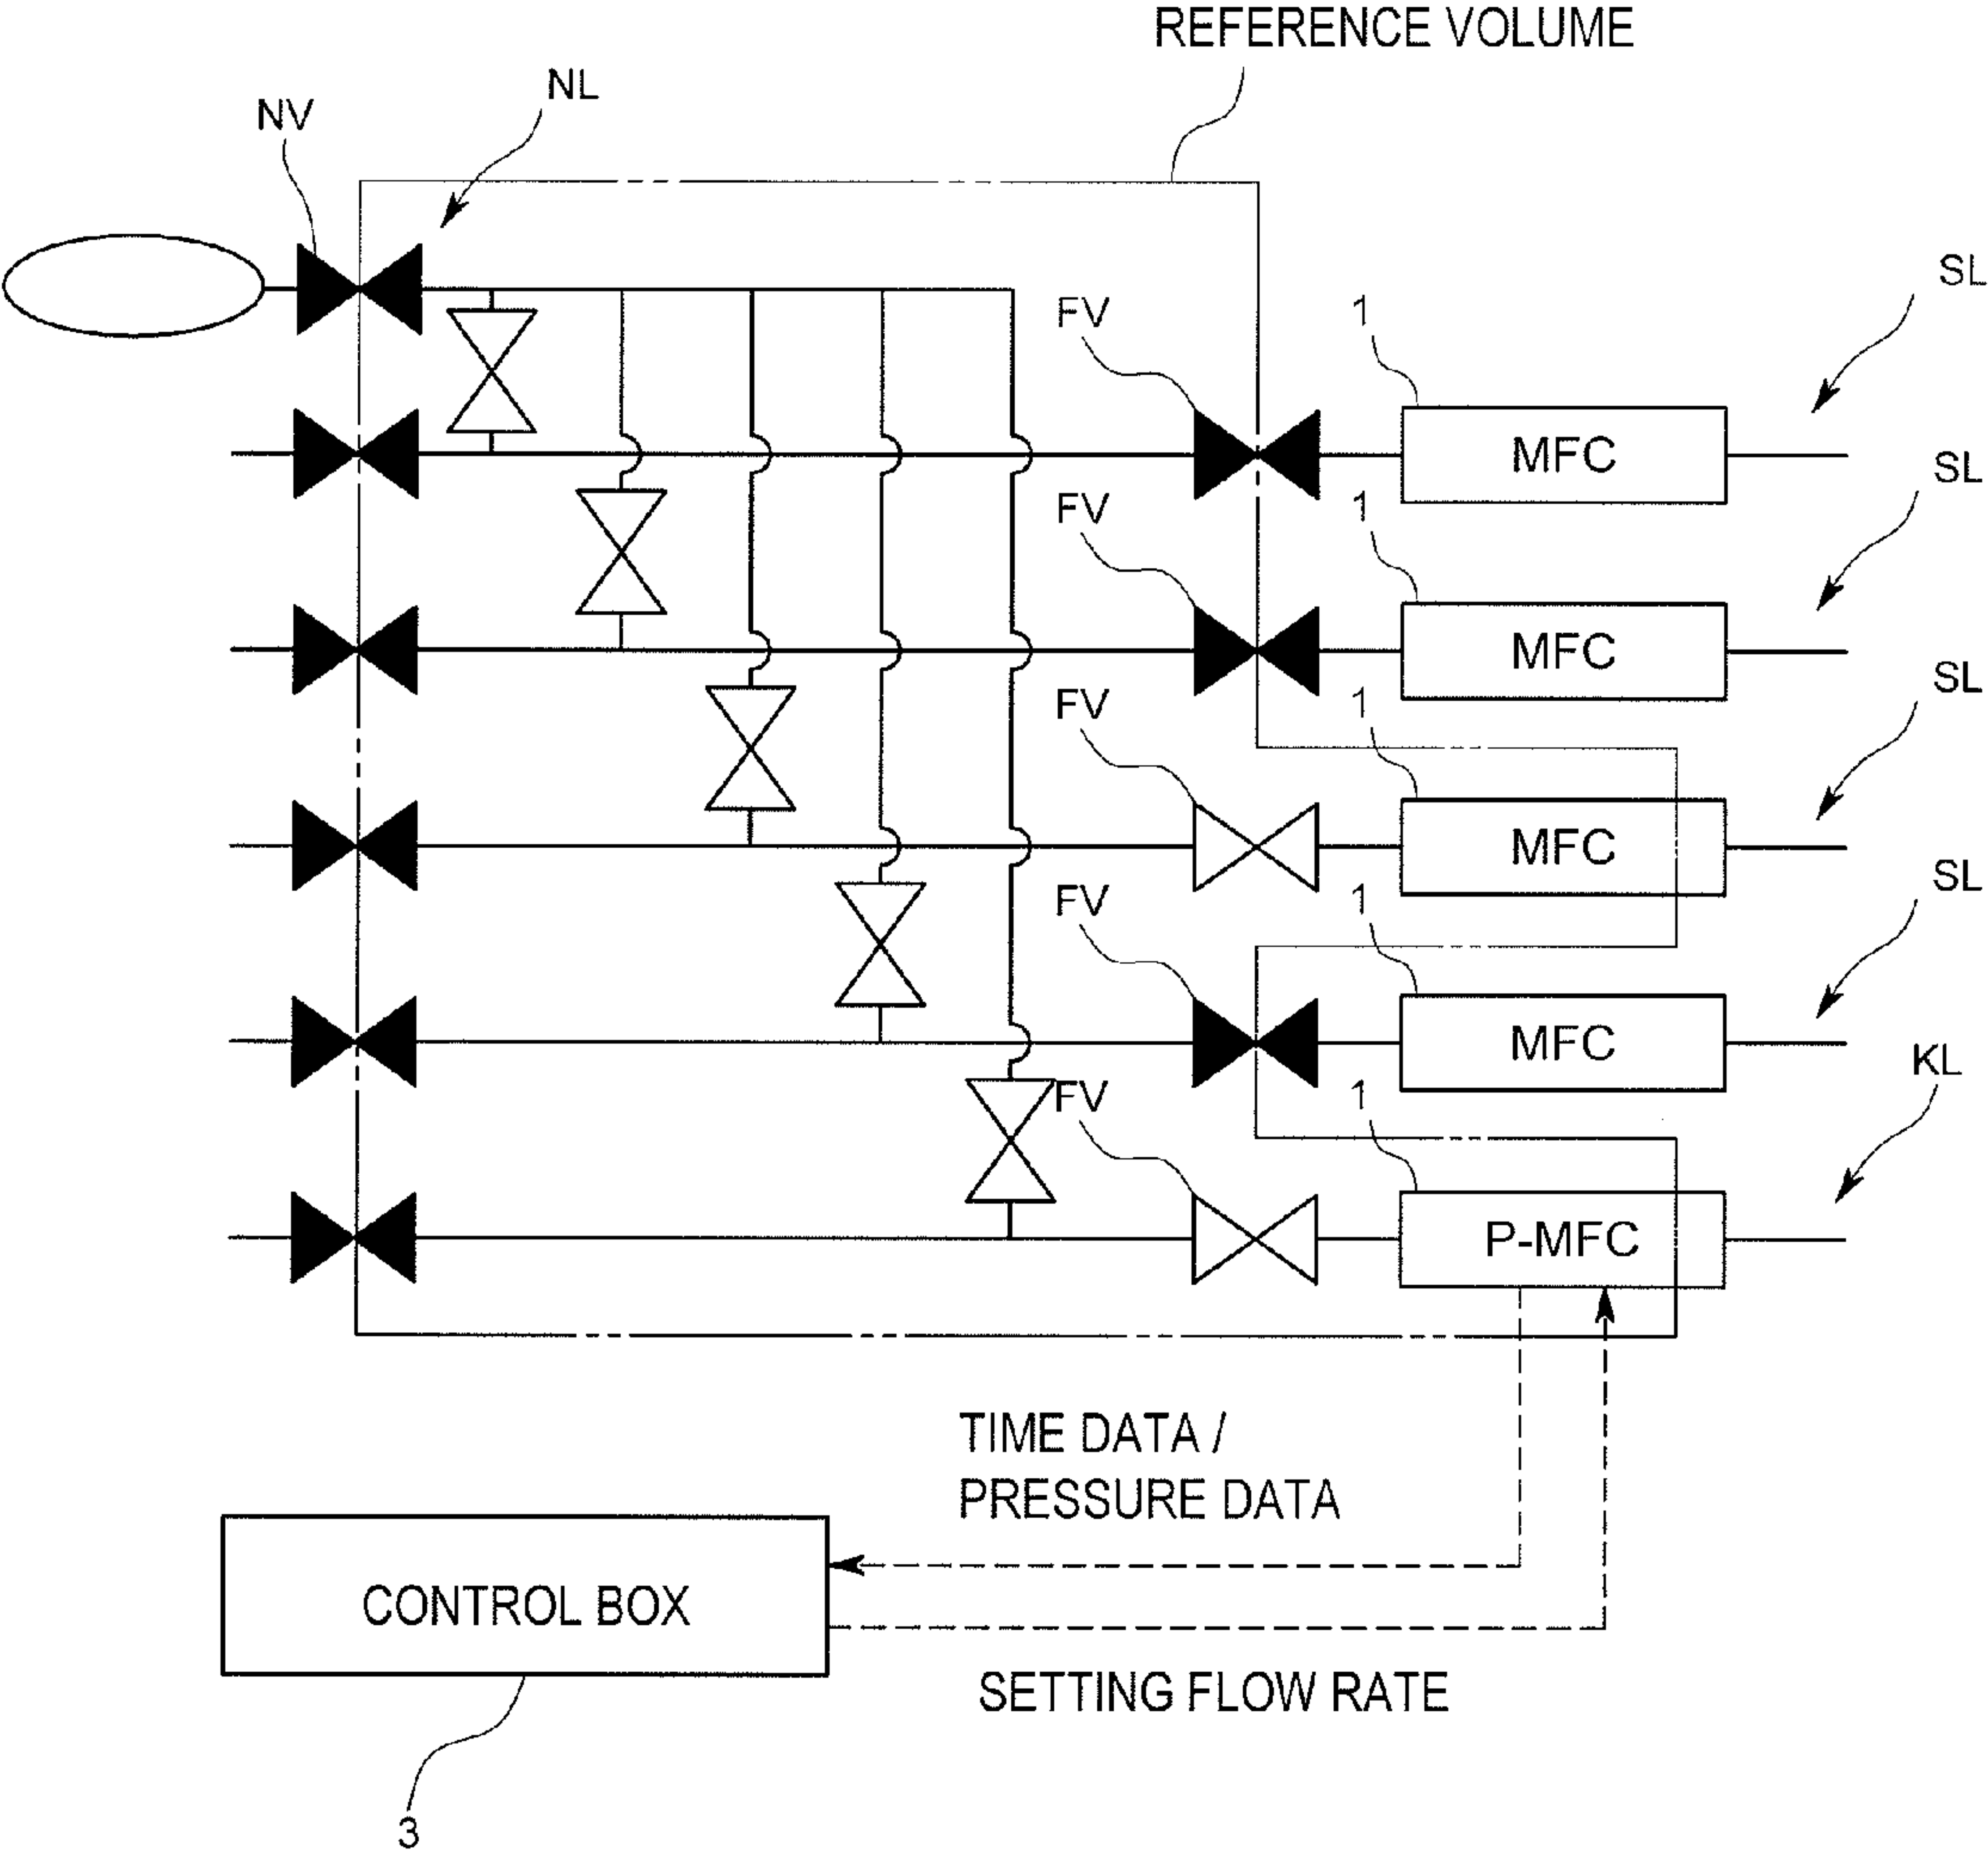 REFERENCE VOLUME
NL
NV
SL
FV
1
MFC
SL
FV
1
MFC
SL
FV
1
MFC
SL
FV
1
MFC
KL
FV
1
P-MFC
TIME DATA /
PRESSURE DATA
CONTROL BOX
SETTING FLOW RATE
3